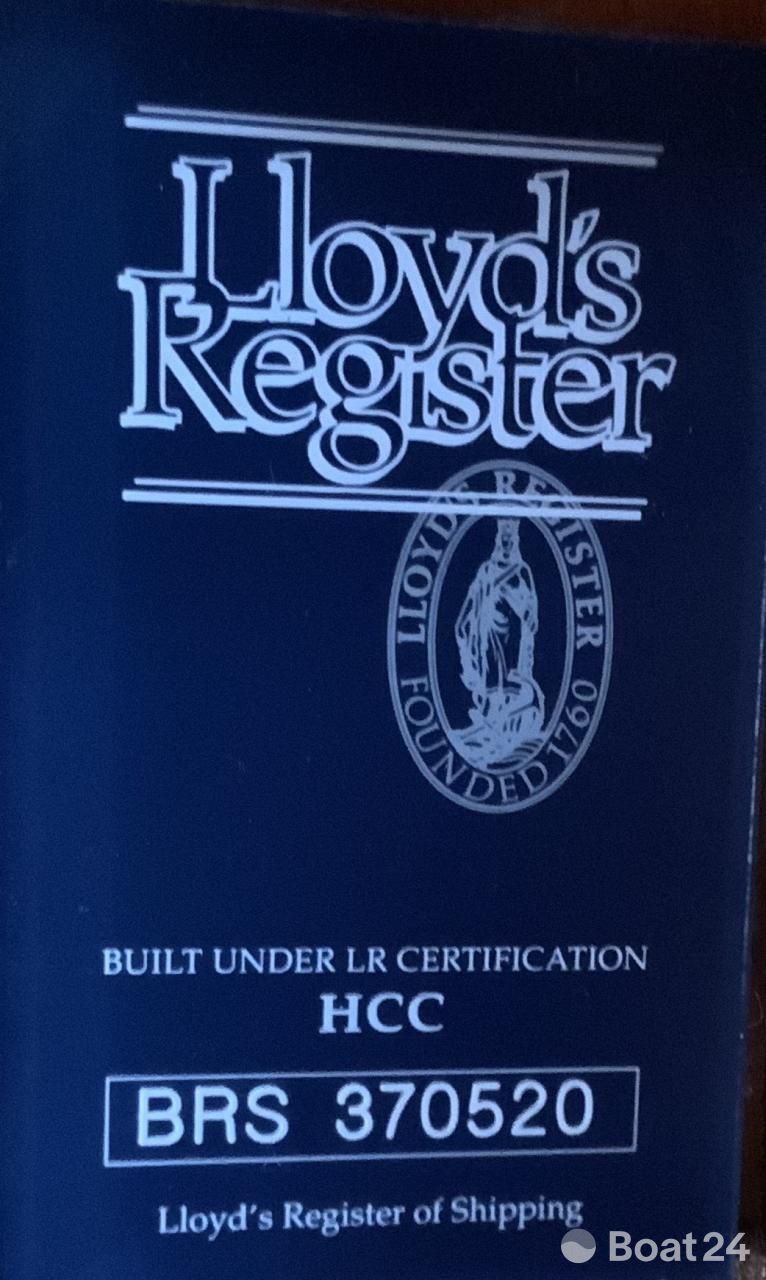 Lloyd's
Register
LLOYD'S REGISTER
FOUNDED 1760
BUILT UNDER LR CERTIFICATION
HCC
BRS 370520
Lloyd's Register of Shipping
Boat24